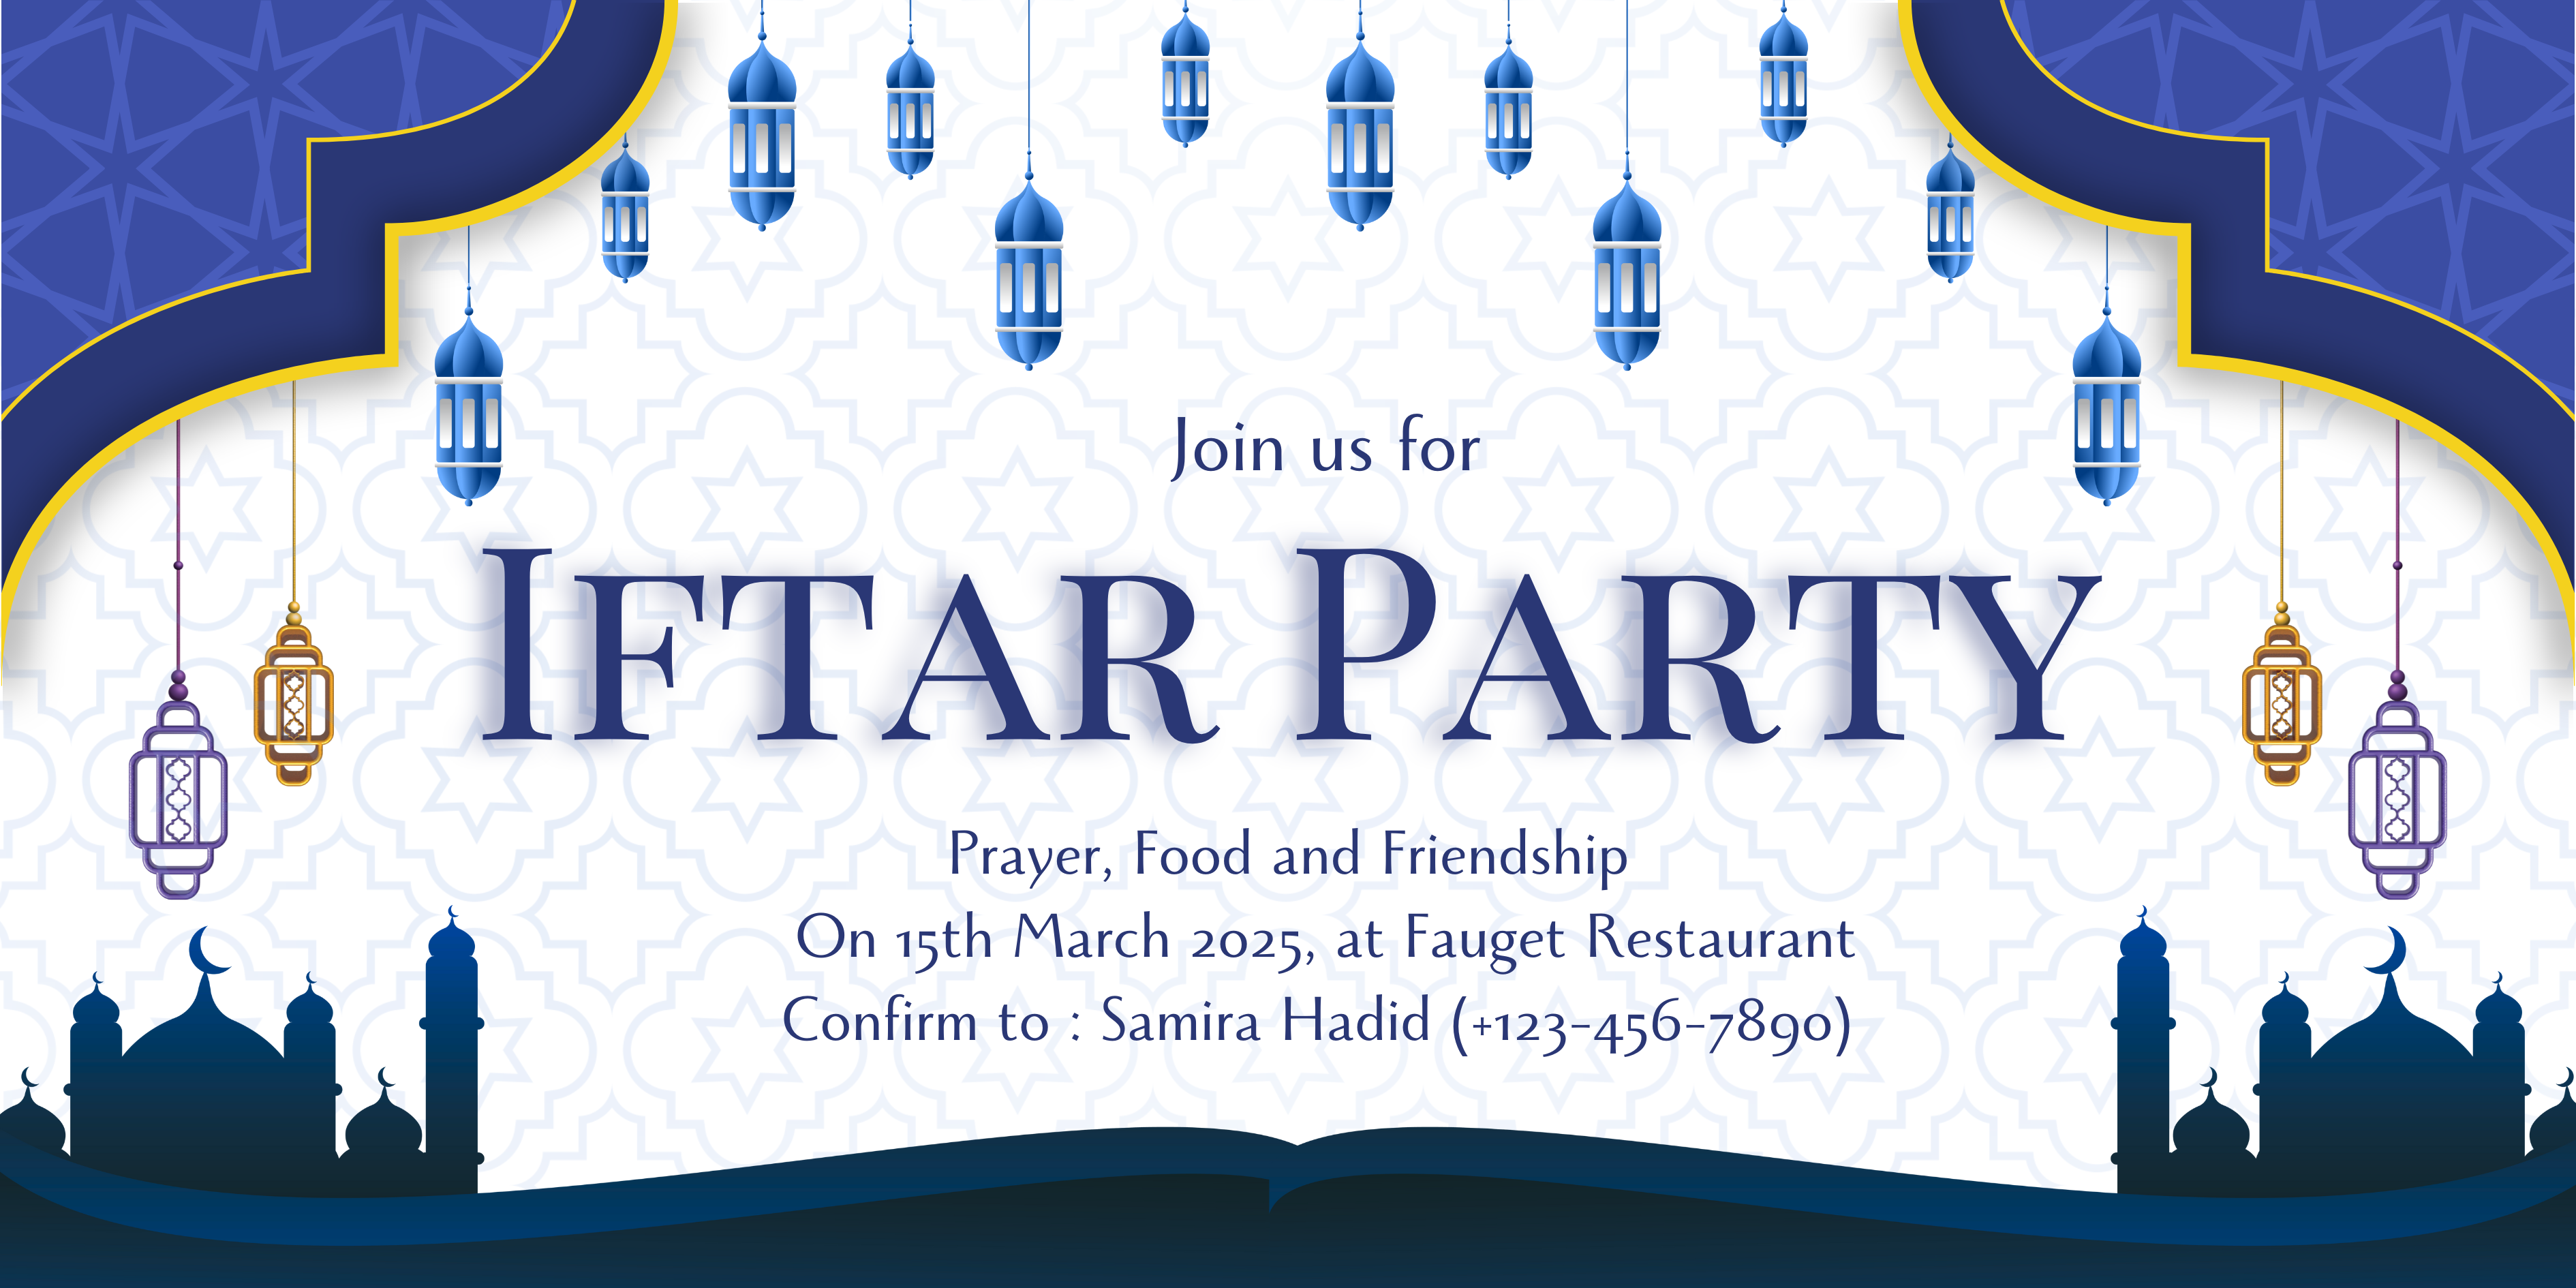 Join us for
Iftar Party
Prayer, Food and Friendship
On 15th March 2025, at Fauget Restaurant
Confirm to : Samira Hadid (+123-456-7890)